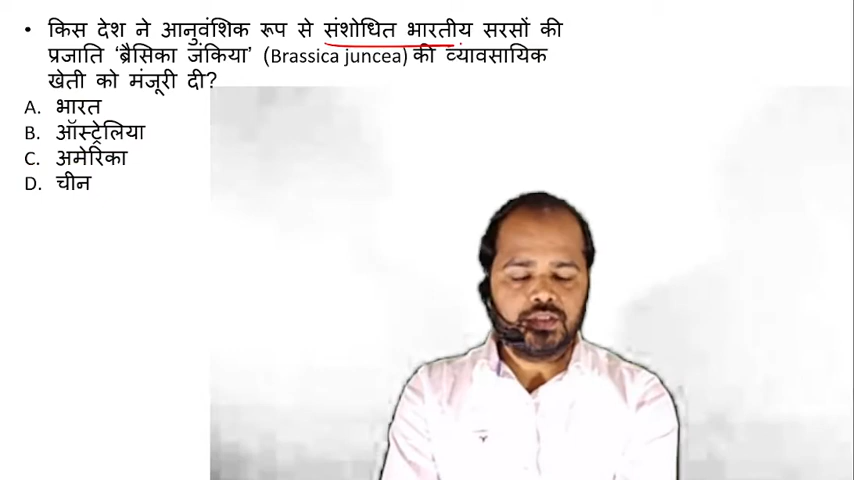 • किस देश ने आनुवंशिक रूप से संशोधित भारतीय सरसों की
प्रजाति ‘ब्रैसिका जंकिया’ (Brassica juncea) की व्यावसायिक
खेती को मंजूरी दी?
A. भारत
B. ऑस्ट्रेलिया
C. अमेरिका
D. चीन